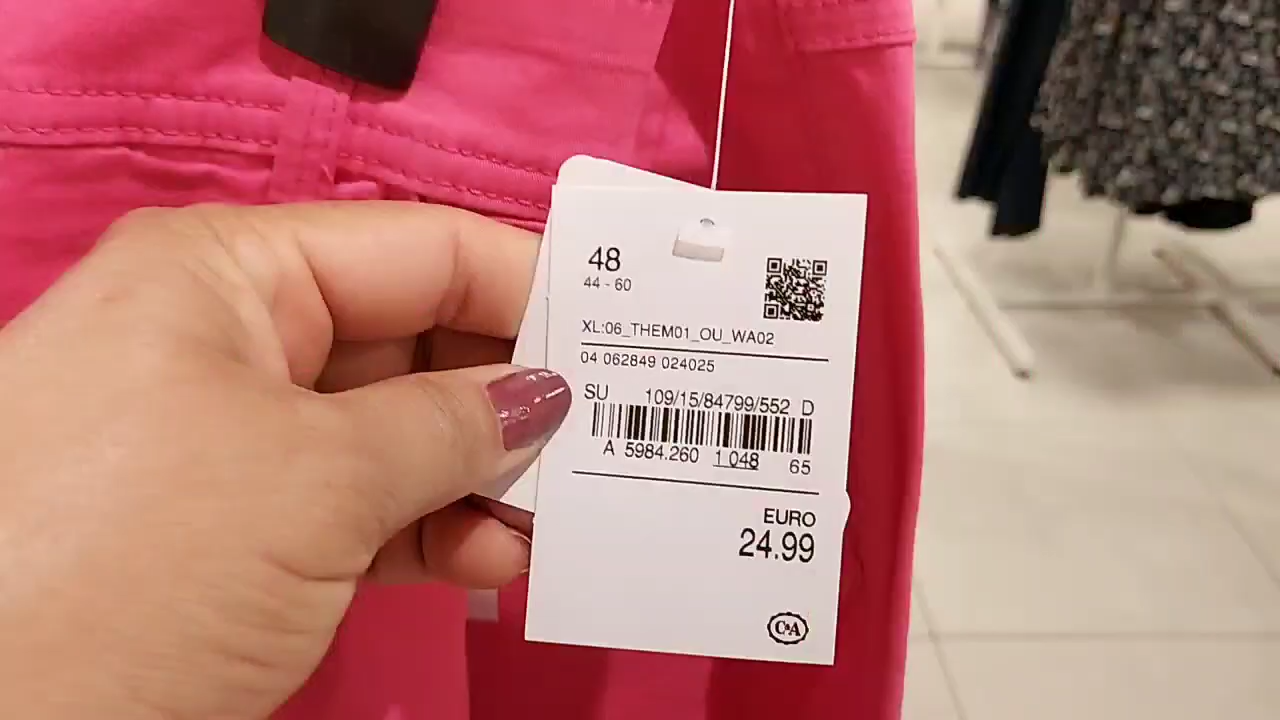 48
44 - 60
XL:06_THEM01_OU_WA02
04 062849 024025
SU 109/15/84799/552 D
A 5984.260 1 048 65
EURO
24.99
C&A